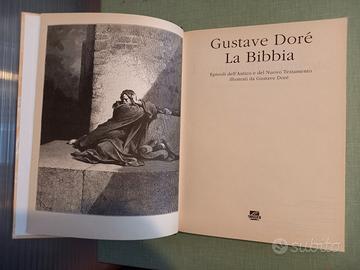 Gustave Doré
La Bibbia
Episodi dell'Antico e del Nuovo Testamento
illustrati da Gustave Doré
subito